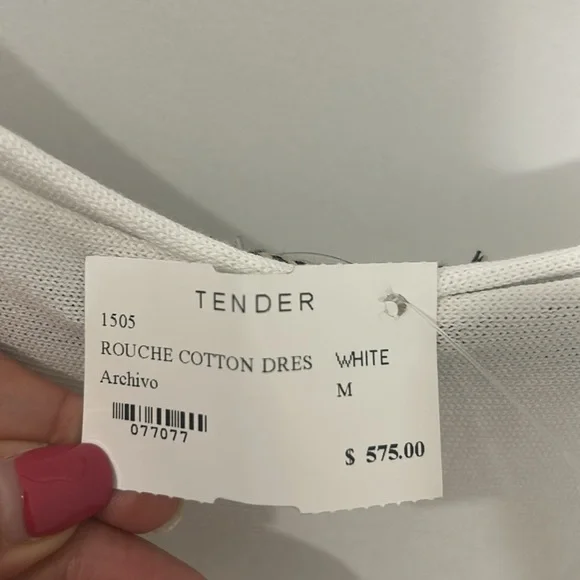 TENDER
1505
ROUCHE COTTON DRES WHITE
Archivo M
077077
$ 575.00